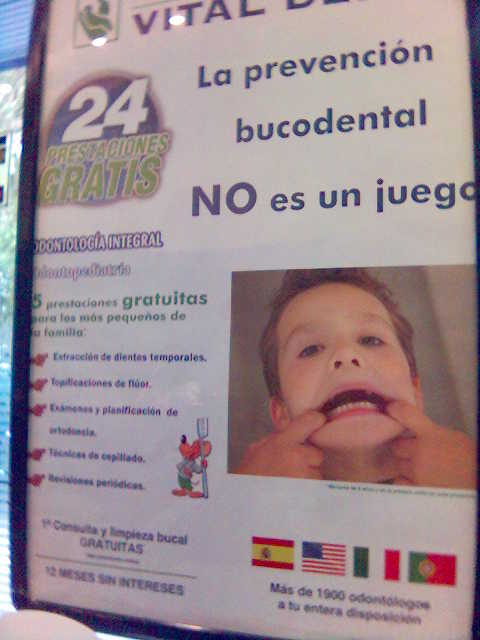 VITAL DE
La prevención
bucodental
NO es un juego
24
PRESTACIONES
GRATIS
ODONTOLOGÍA INTEGRAL
Odontopediatría
5 prestaciones gratuitas
para los más pequeños de
la familia:
Extracción de dientes temporales.
Topificaciones de flúor.
Exámenes y planificación de
ortodoncia.
Técnicas de cepillado.
Revisiones periódicas.
1ª Consulta y limpieza bucal
GRATUITAS
12 MESES SIN INTERESES
Más de 1900 odontólogos
a tu entera disposición